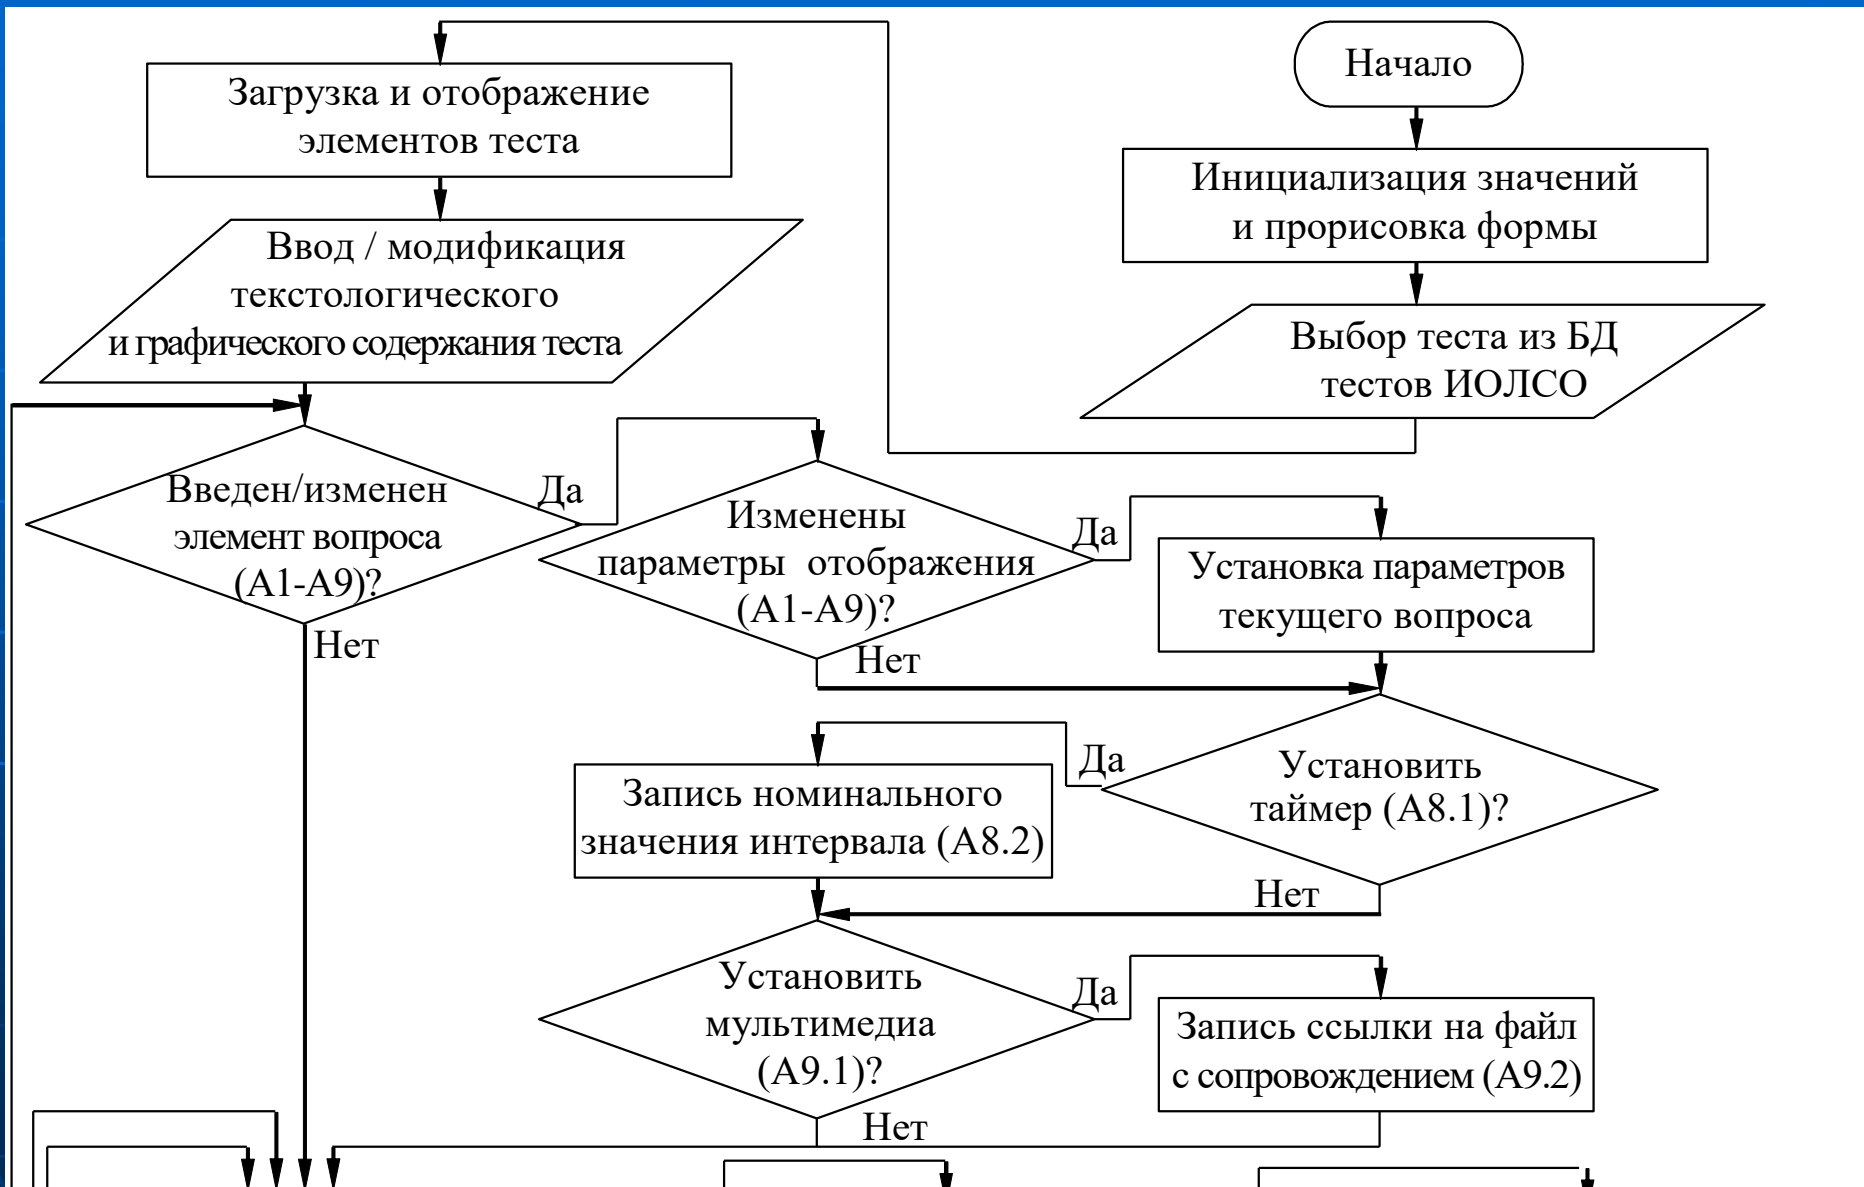 Начало
Инициализация значений
и прорисовка формы
Выбор теста из БД
тестов ИОЛСО
Загрузка и отображение
элементов теста
Ввод / модификация
текстологического
и графического содержания теста
Введен/изменен
элемент вопроса
(А1-А9)?
Да
Нет
Изменены
параметры отображения
(А1-А9)?
Да
Нет
Установка параметров
текущего вопроса
Установить
таймер (А8.1)?
Да
Нет
Запись номинального
значения интервала (А8.2)
Установить
мультимедиа
(А9.1)?
Да
Нет
Запись ссылки на файл
с сопровождением (А9.2)